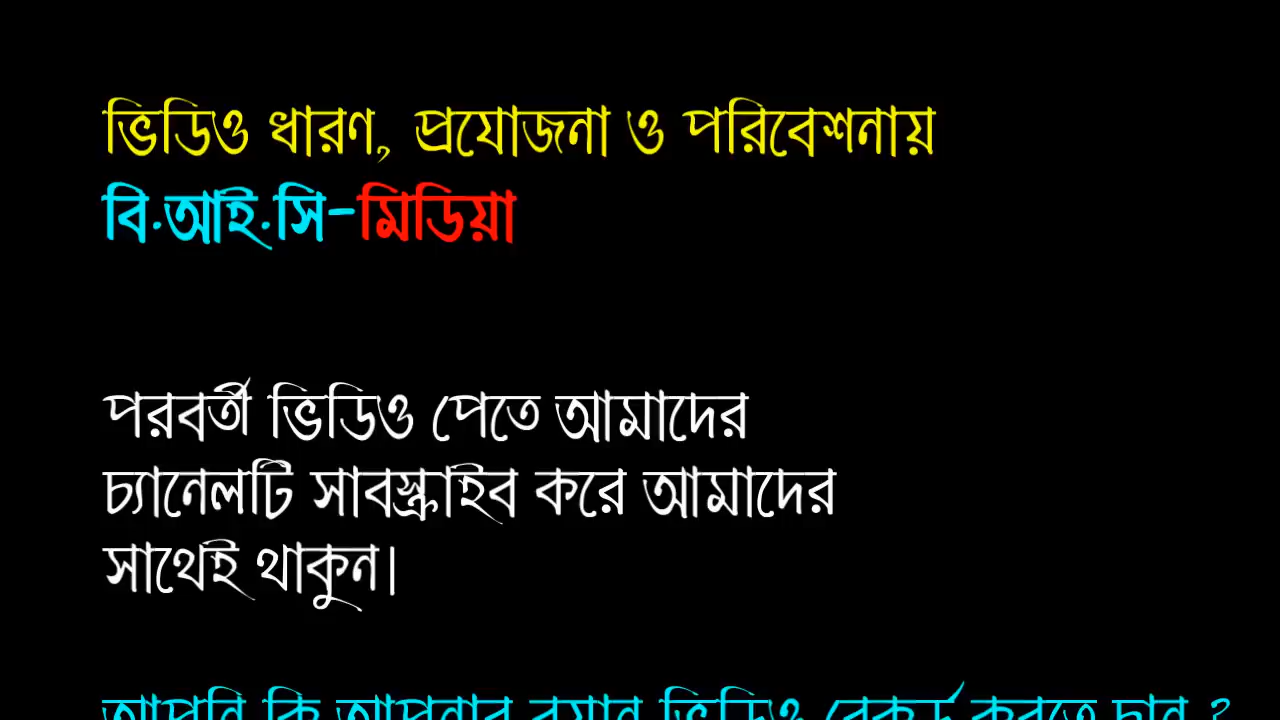 ভিডিও ধারণ, প্রযোজনা ও পরিবেশনায়
বি.আই.সি-মিডিয়া
পরবর্তী ভিডিও পেতে আমাদের
চ্যানেলটি সাবস্ক্রাইব করে আমাদের
সাথেই থাকুন।
আপনি কি আপনার বয়ান ভিডিও রেকর্ড করতে চান ?